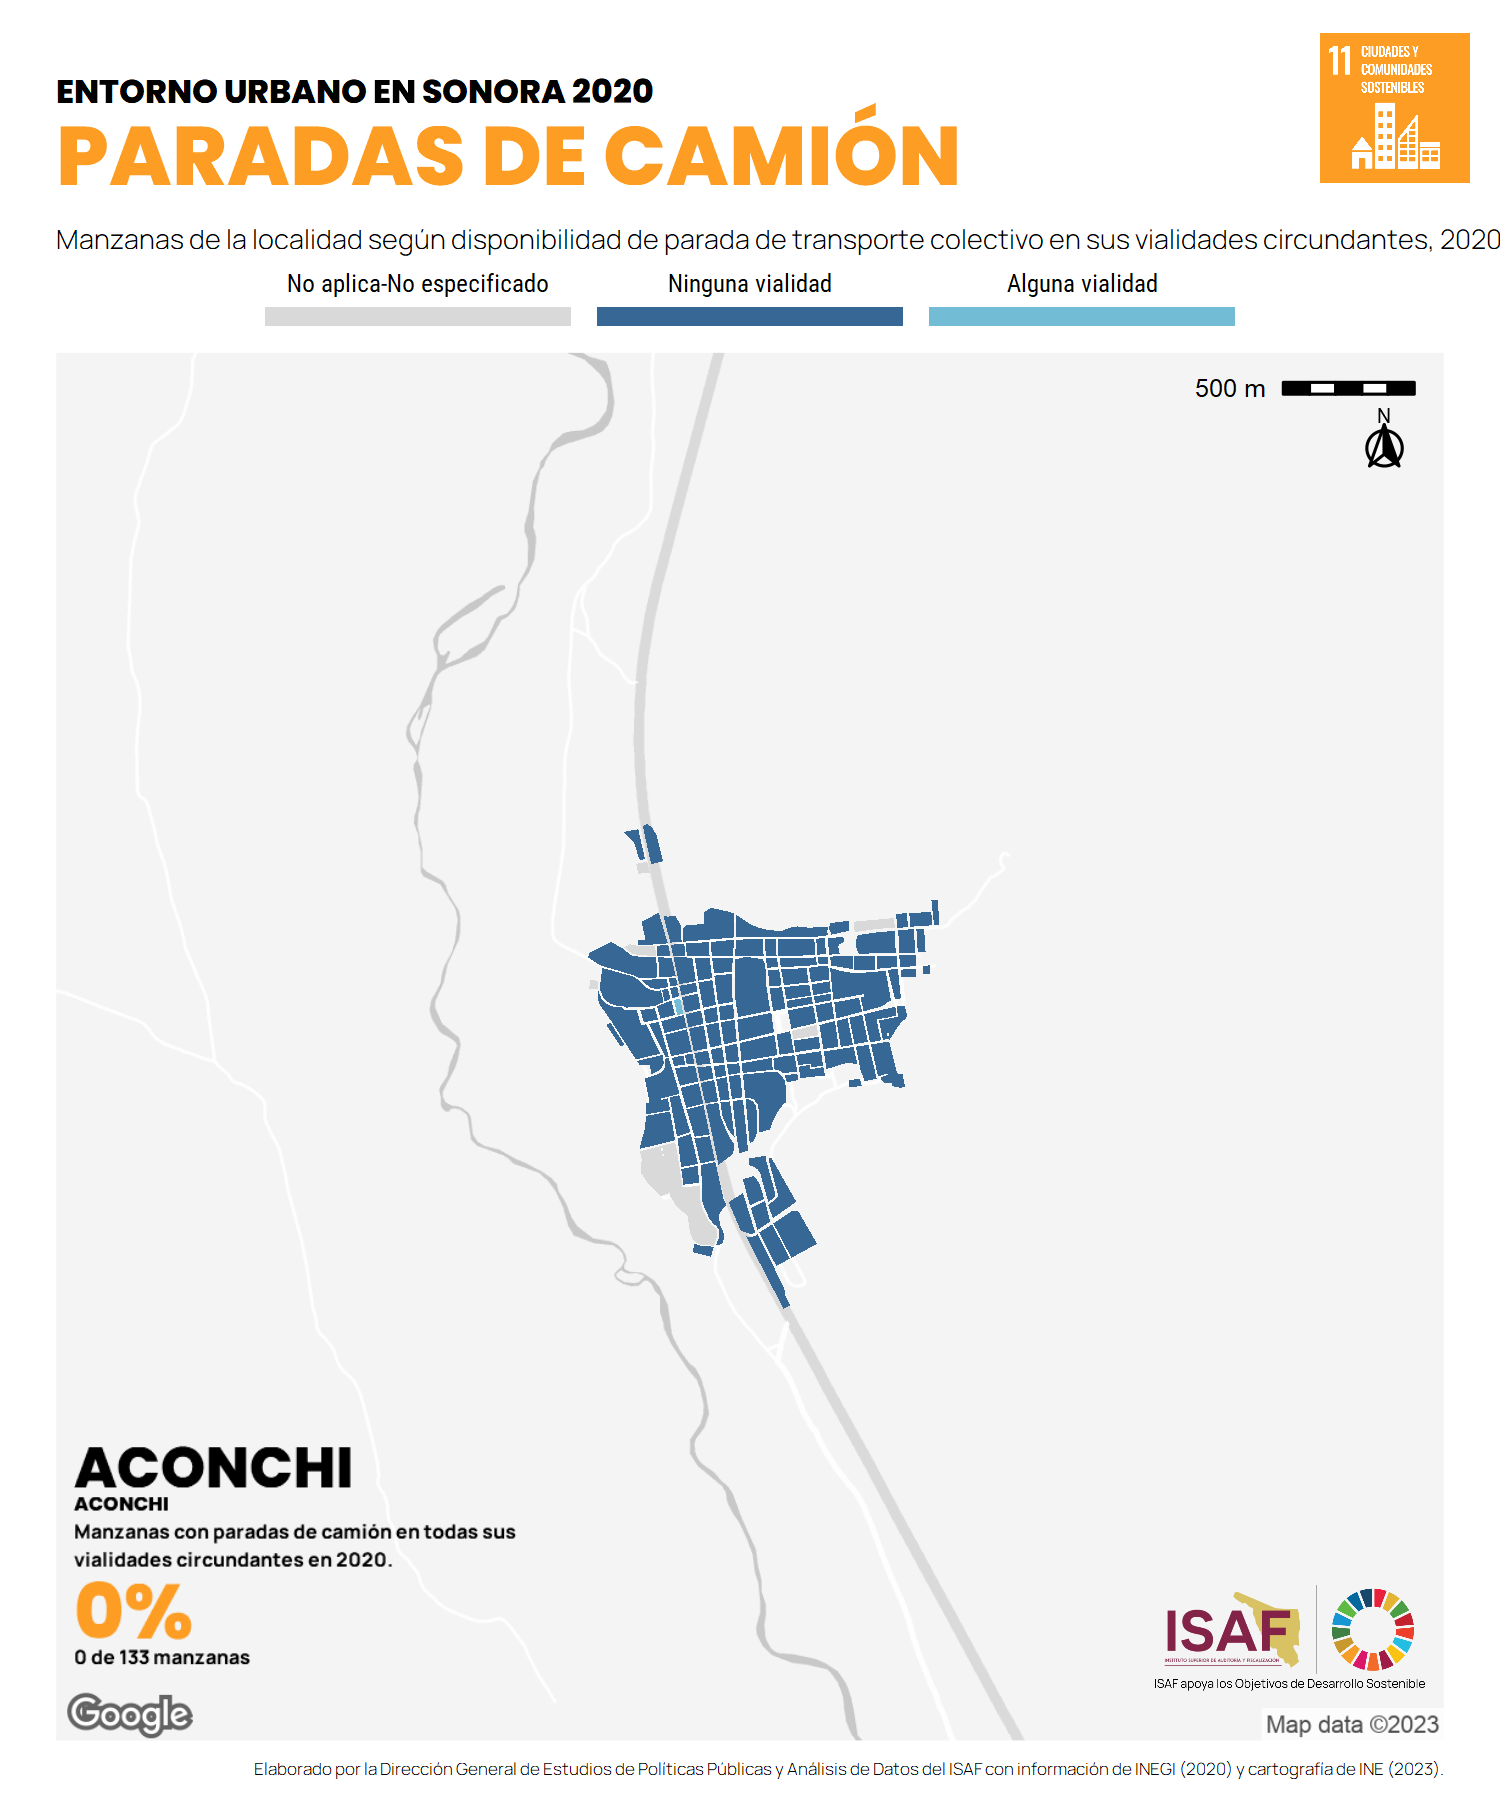 11 CIUDADES Y
COMUNIDADES
SOSTENIBLES
ENTORNO URBANO EN SONORA 2020
PARADAS DE CAMIÓN
Manzanas de la localidad según disponibilidad de parada de transporte colectivo en sus vialidades circundantes, 2020
No aplica-No especificado
Ninguna vialidad
Alguna vialidad
500 m
N
ACONCHI
ACONCHI
Manzanas con paradas de camión en todas sus
vialidades circundantes en 2020.
0%
0 de 133 manzanas
ISAF
INSTITUTO SUPERIOR DE AUDITORÍA Y FISCALIZACIÓN
ISAF apoya los Objetivos de Desarrollo Sostenible
Google
Map data ©2023
Elaborado por la Dirección General de Estudios de Políticas Públicas y Análisis de Datos del ISAF con información de INEGI (2020) y cartografía de INE (2023).